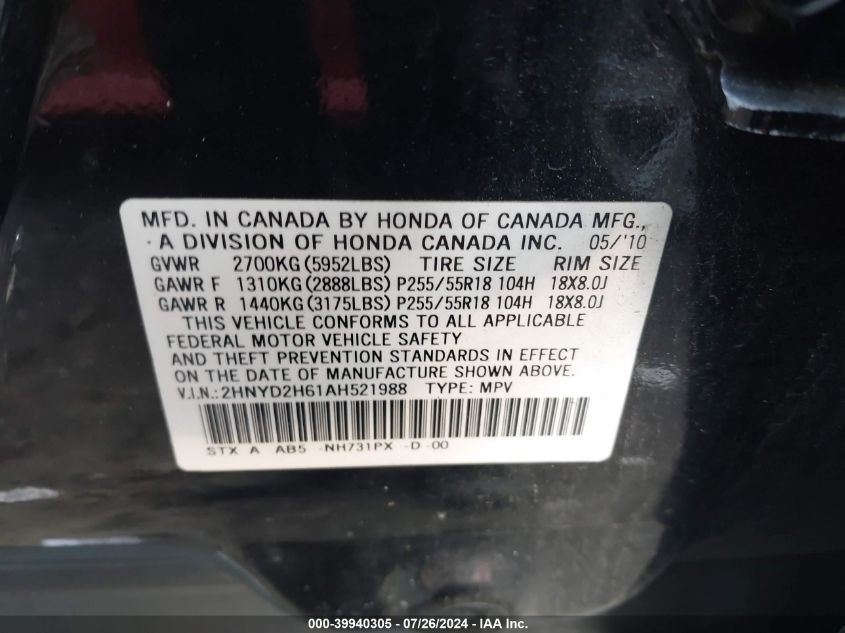 MFD. IN CANADA BY HONDA OF CANADA MFG.,
A DIVISION OF HONDA CANADA INC. 05/'10
GVWR 2700KG (5952LBS) TIRE SIZE RIM SIZE
GAWR F 1310KG (2888LBS) P255/55R18 104H 18X8.0J
GAWR R 1440KG (3175LBS) P255/55R18 104H 18X8.0J
THIS VEHICLE CONFORMS TO ALL APPLICABLE
FEDERAL MOTOR VEHICLE SAFETY
AND THEFT PREVENTION STANDARDS IN EFFECT
ON THE DATE OF MANUFACTURE SHOWN ABOVE.
V.I.N.: 2HNYD2H61AH521988 TYPE: MPV
STX A AB5 NH731PX -D -00
000-39940305 - 07/26/2024 - IAA Inc.